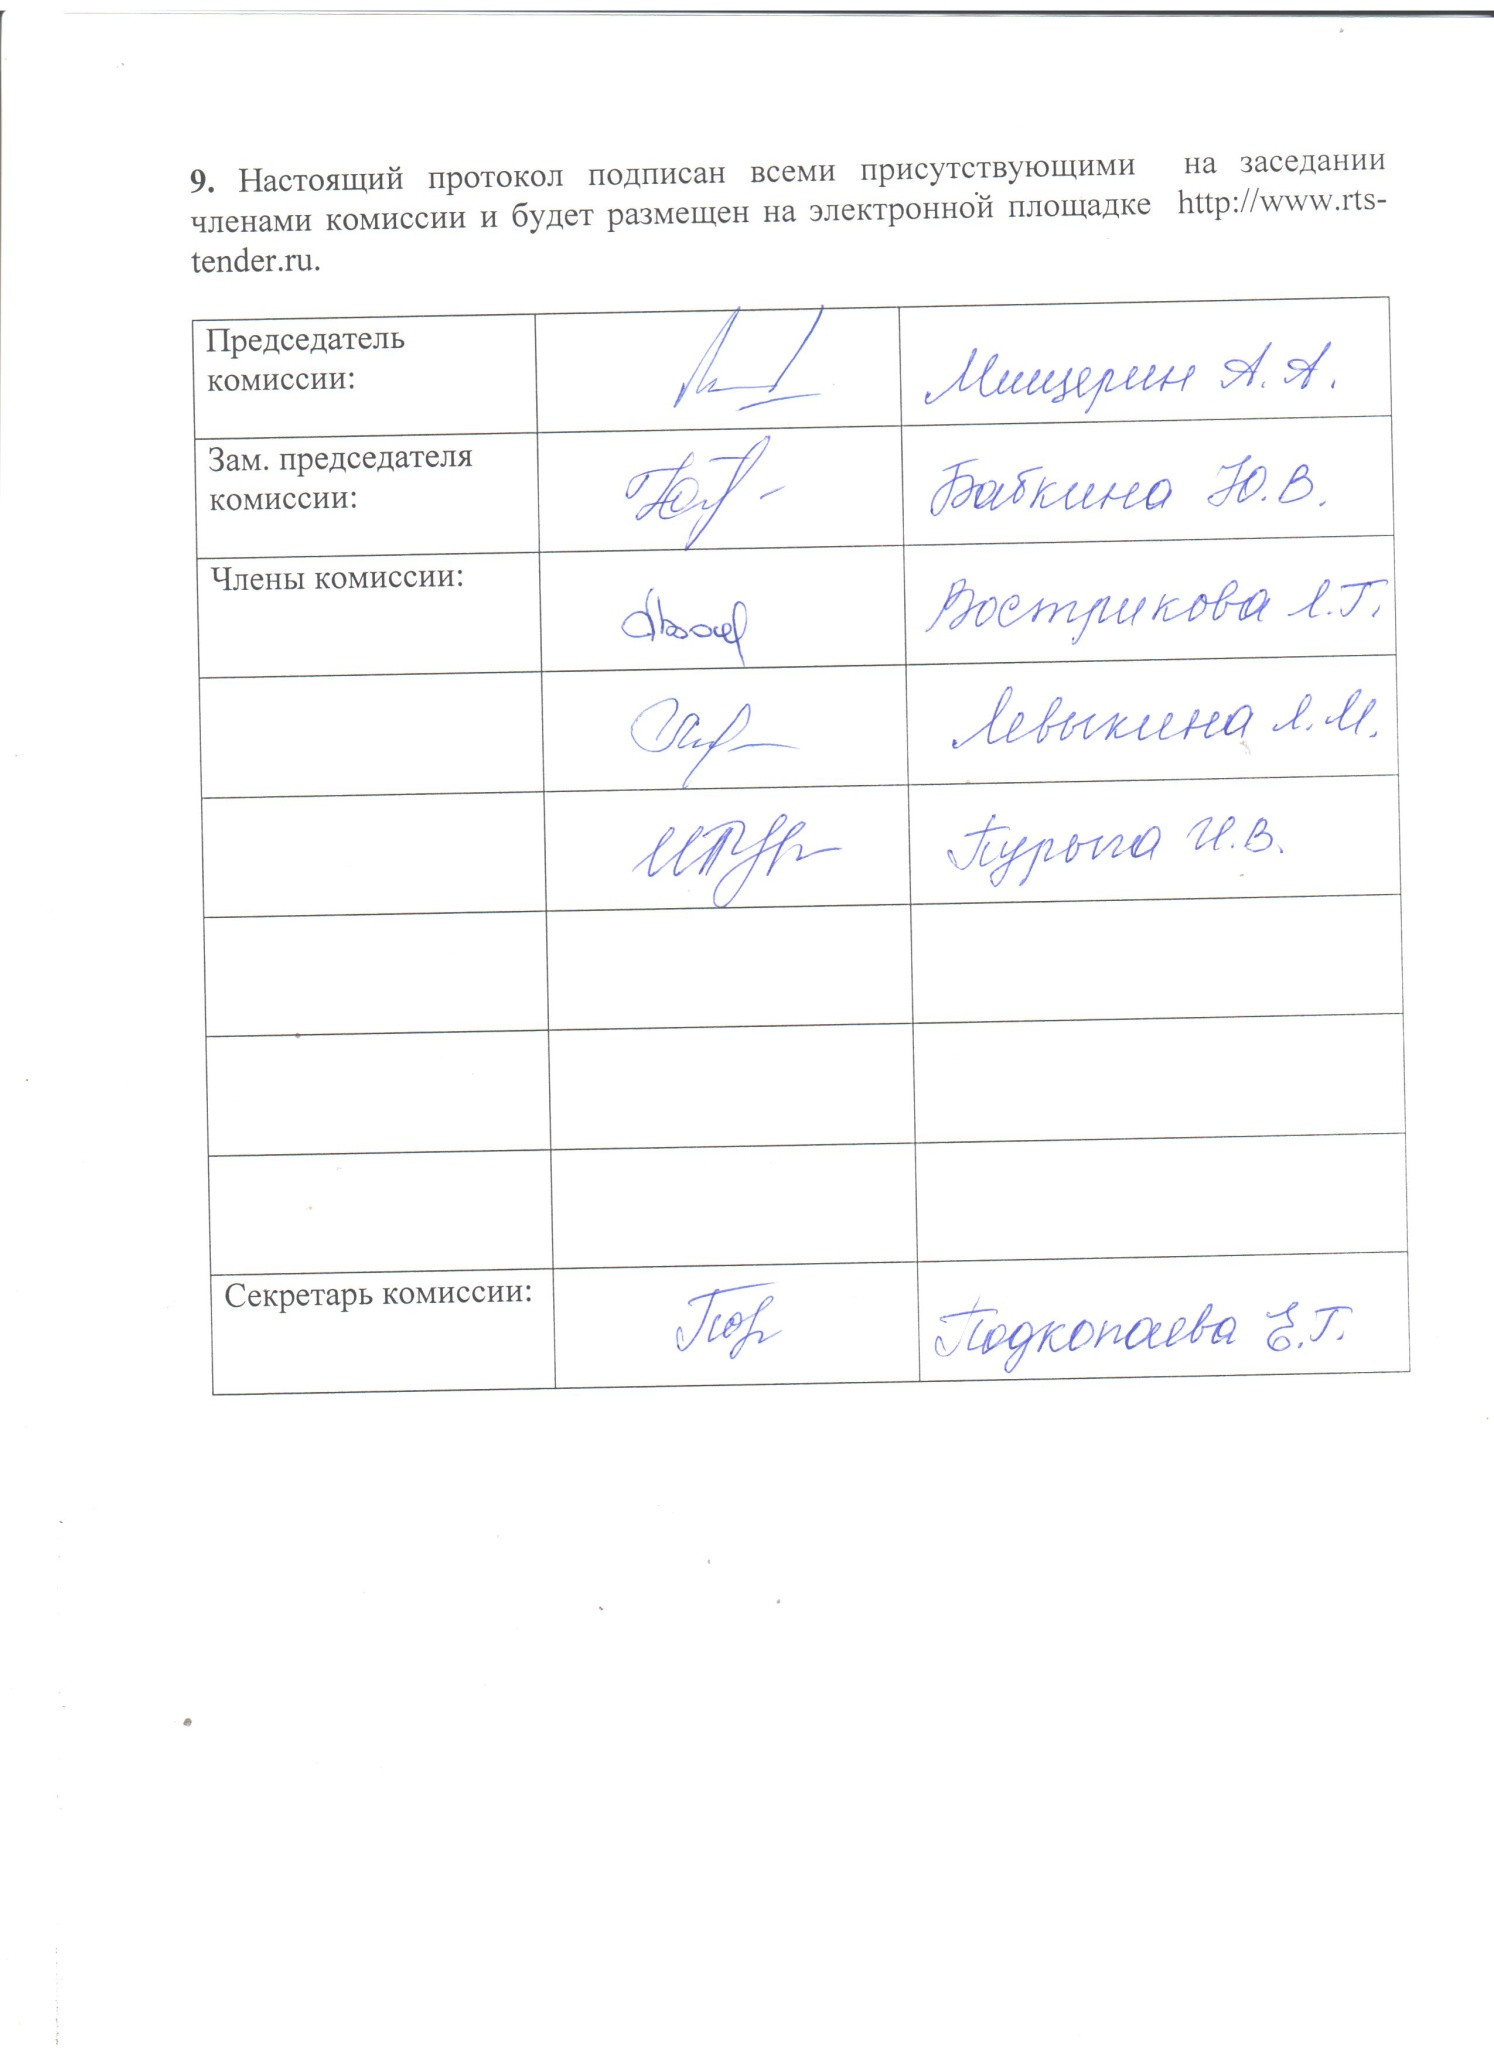 9. Настоящий протокол подписан всеми присутствующими на заседании
членами комиссии и будет размещен на электронной площадке http://www.rts-
tender.ru.
Председатель
комиссии:
Мищерин А. А.
Зам. председателя
комиссии:
Бабкина Ю. В.
Члены комиссии:
Вострикова Л.Г.
Левыкина Л.М.
Пурыга И.В.
Секретарь комиссии:
Подкопаева Е.Г.